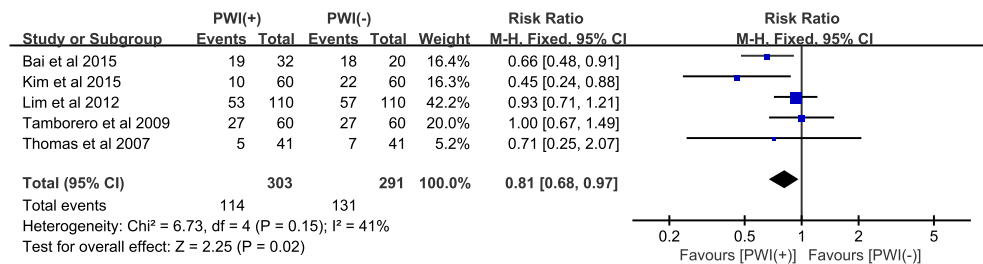 PWI(+) PWI(-) Risk Ratio Risk Ratio
Study or Subgroup Events Total Events Total Weight M-H, Fixed, 95% CI M-H, Fixed, 95% CI
Bai et al 2015 19 32 18 20 16.4% 0.66 [0.48, 0.91]
Kim et al 2015 10 60 22 60 16.3% 0.45 [0.24, 0.88]
Lim et al 2012 53 110 57 110 42.2% 0.93 [0.71, 1.21]
Tamborero et al 2009 27 60 27 60 20.0% 1.00 [0.67, 1.49]
Thomas et al 2007 5 41 7 41 5.2% 0.71 [0.25, 2.07]
Total (95% CI) 303 291 100.0% 0.81 [0.68, 0.97]
Total events 114 131
Heterogeneity: Chi² = 6.73, df = 4 (P = 0.15); I² = 41%
Test for overall effect: Z = 2.25 (P = 0.02)
0.2 0.5 1 2 5
Favours [PWI(+)] Favours [PWI(-)]